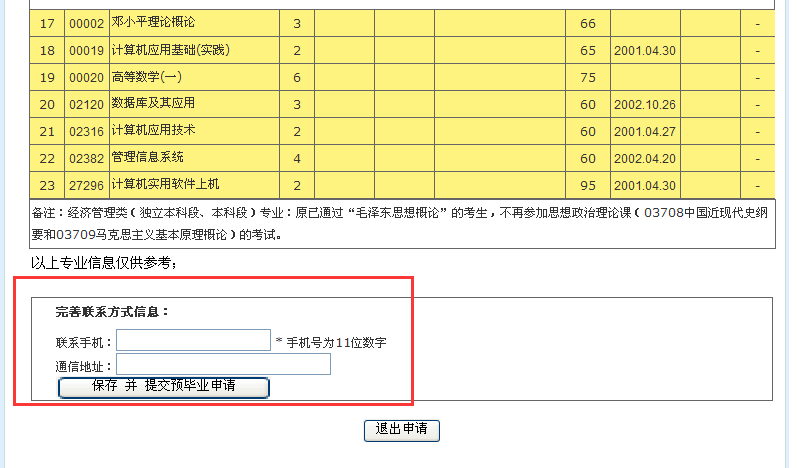 17 00002 邓小平理论概论 3 66
18 00019 计算机应用基础(实践) 2 65 2001.04.30 -
19 00020 高等数学(一) 6 75 -
20 02120 数据库及其应用 3 60 2002.10.26 -
21 02316 计算机应用技术 2 60 2001.04.27 -
22 02382 管理信息系统 4 60 2002.04.20 -
23 27296 计算机实用软件上机 2 95 2001.04.30 -
备注：经济管理类（独立本科段、本科段）专业：原已通过“毛泽东思想概论”的考生，不再参加思想政治理论课（03708中国近现代史纲
要和03709马克思主义基本原理概论）的考试。
以上专业信息仅供参考；
完善联系方式信息：
联系手机： * 手机号为11位数字
通信地址：
保存 并 提交预毕业申请
退出申请